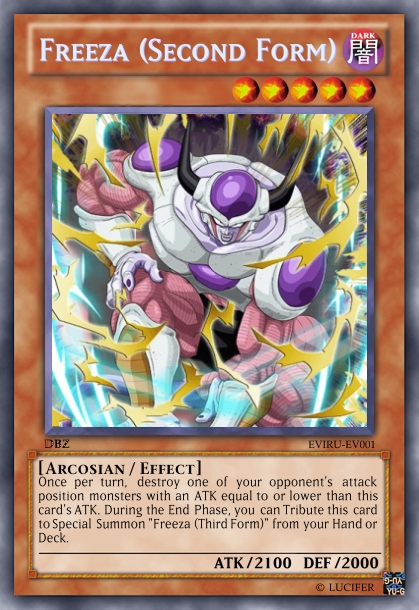 FREEZA (SECOND FORM)
DARK
闇
DBZ
EVIRU-EV001
[ARCOSIAN / EFFECT]
Once per turn, destroy one of your opponent's attack
position monsters with an ATK equal to or lower than this
card's ATK. During the End Phase, you can Tribute this card
to Special Summon "Freeza (Third Form)" from your Hand or
Deck.
ATK/2100 DEF/2000
© LUCIFER